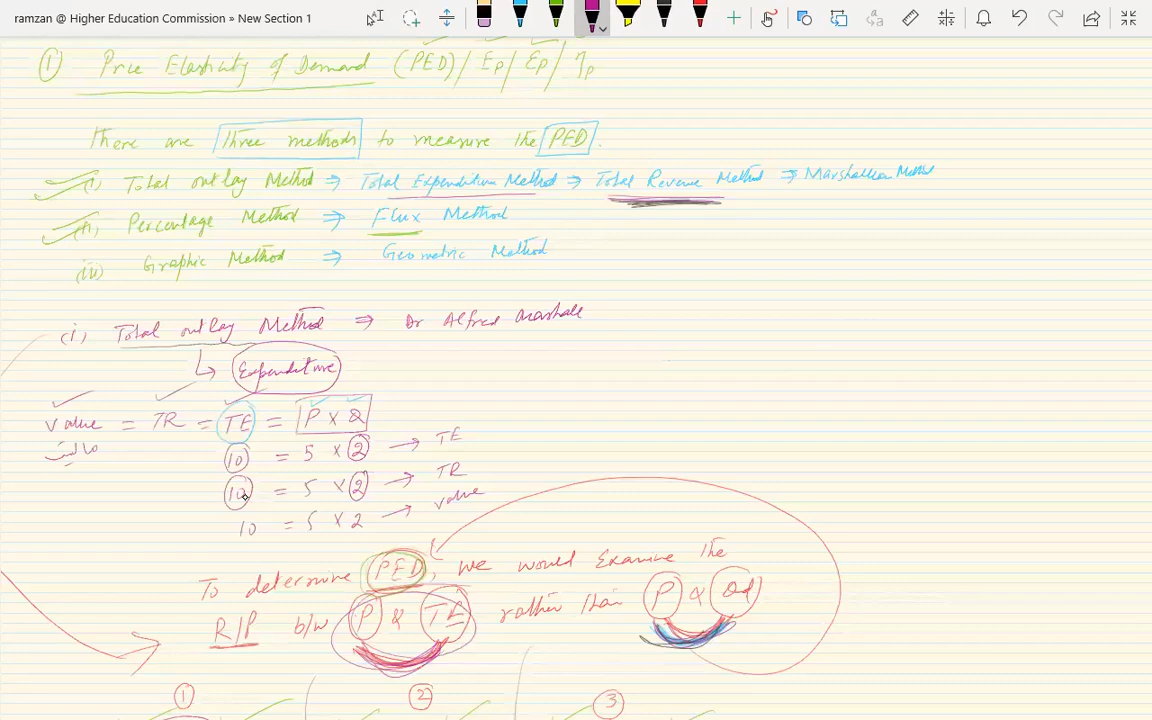 ramzan @ Higher Education Commission » New Section 1
① Price Elasticity of Demand (PED) / Ep / Ep / ηp
There are three methods to measure the PED.
(i) Total outlay Method ⇒ Total Expenditure Method ⇒ Total Revenue Method ⇒ Marshallian Method
(ii) Percentage Method ⇒ Flux Method
(iii) Graphic Method ⇒ Geometric Method
(i) Total outlay Method ⇒ Dr Alfred Marshall
↳ Expenditure
Value = TR = TE = P × Q
مالیت
10 = 5 × 2 → TE
10 = 5 × 2 → TR
10 = 5 × 2 → value
To determine PED, we would examine the
R/P b/w P & TE rather than P & Qd
① ② ③